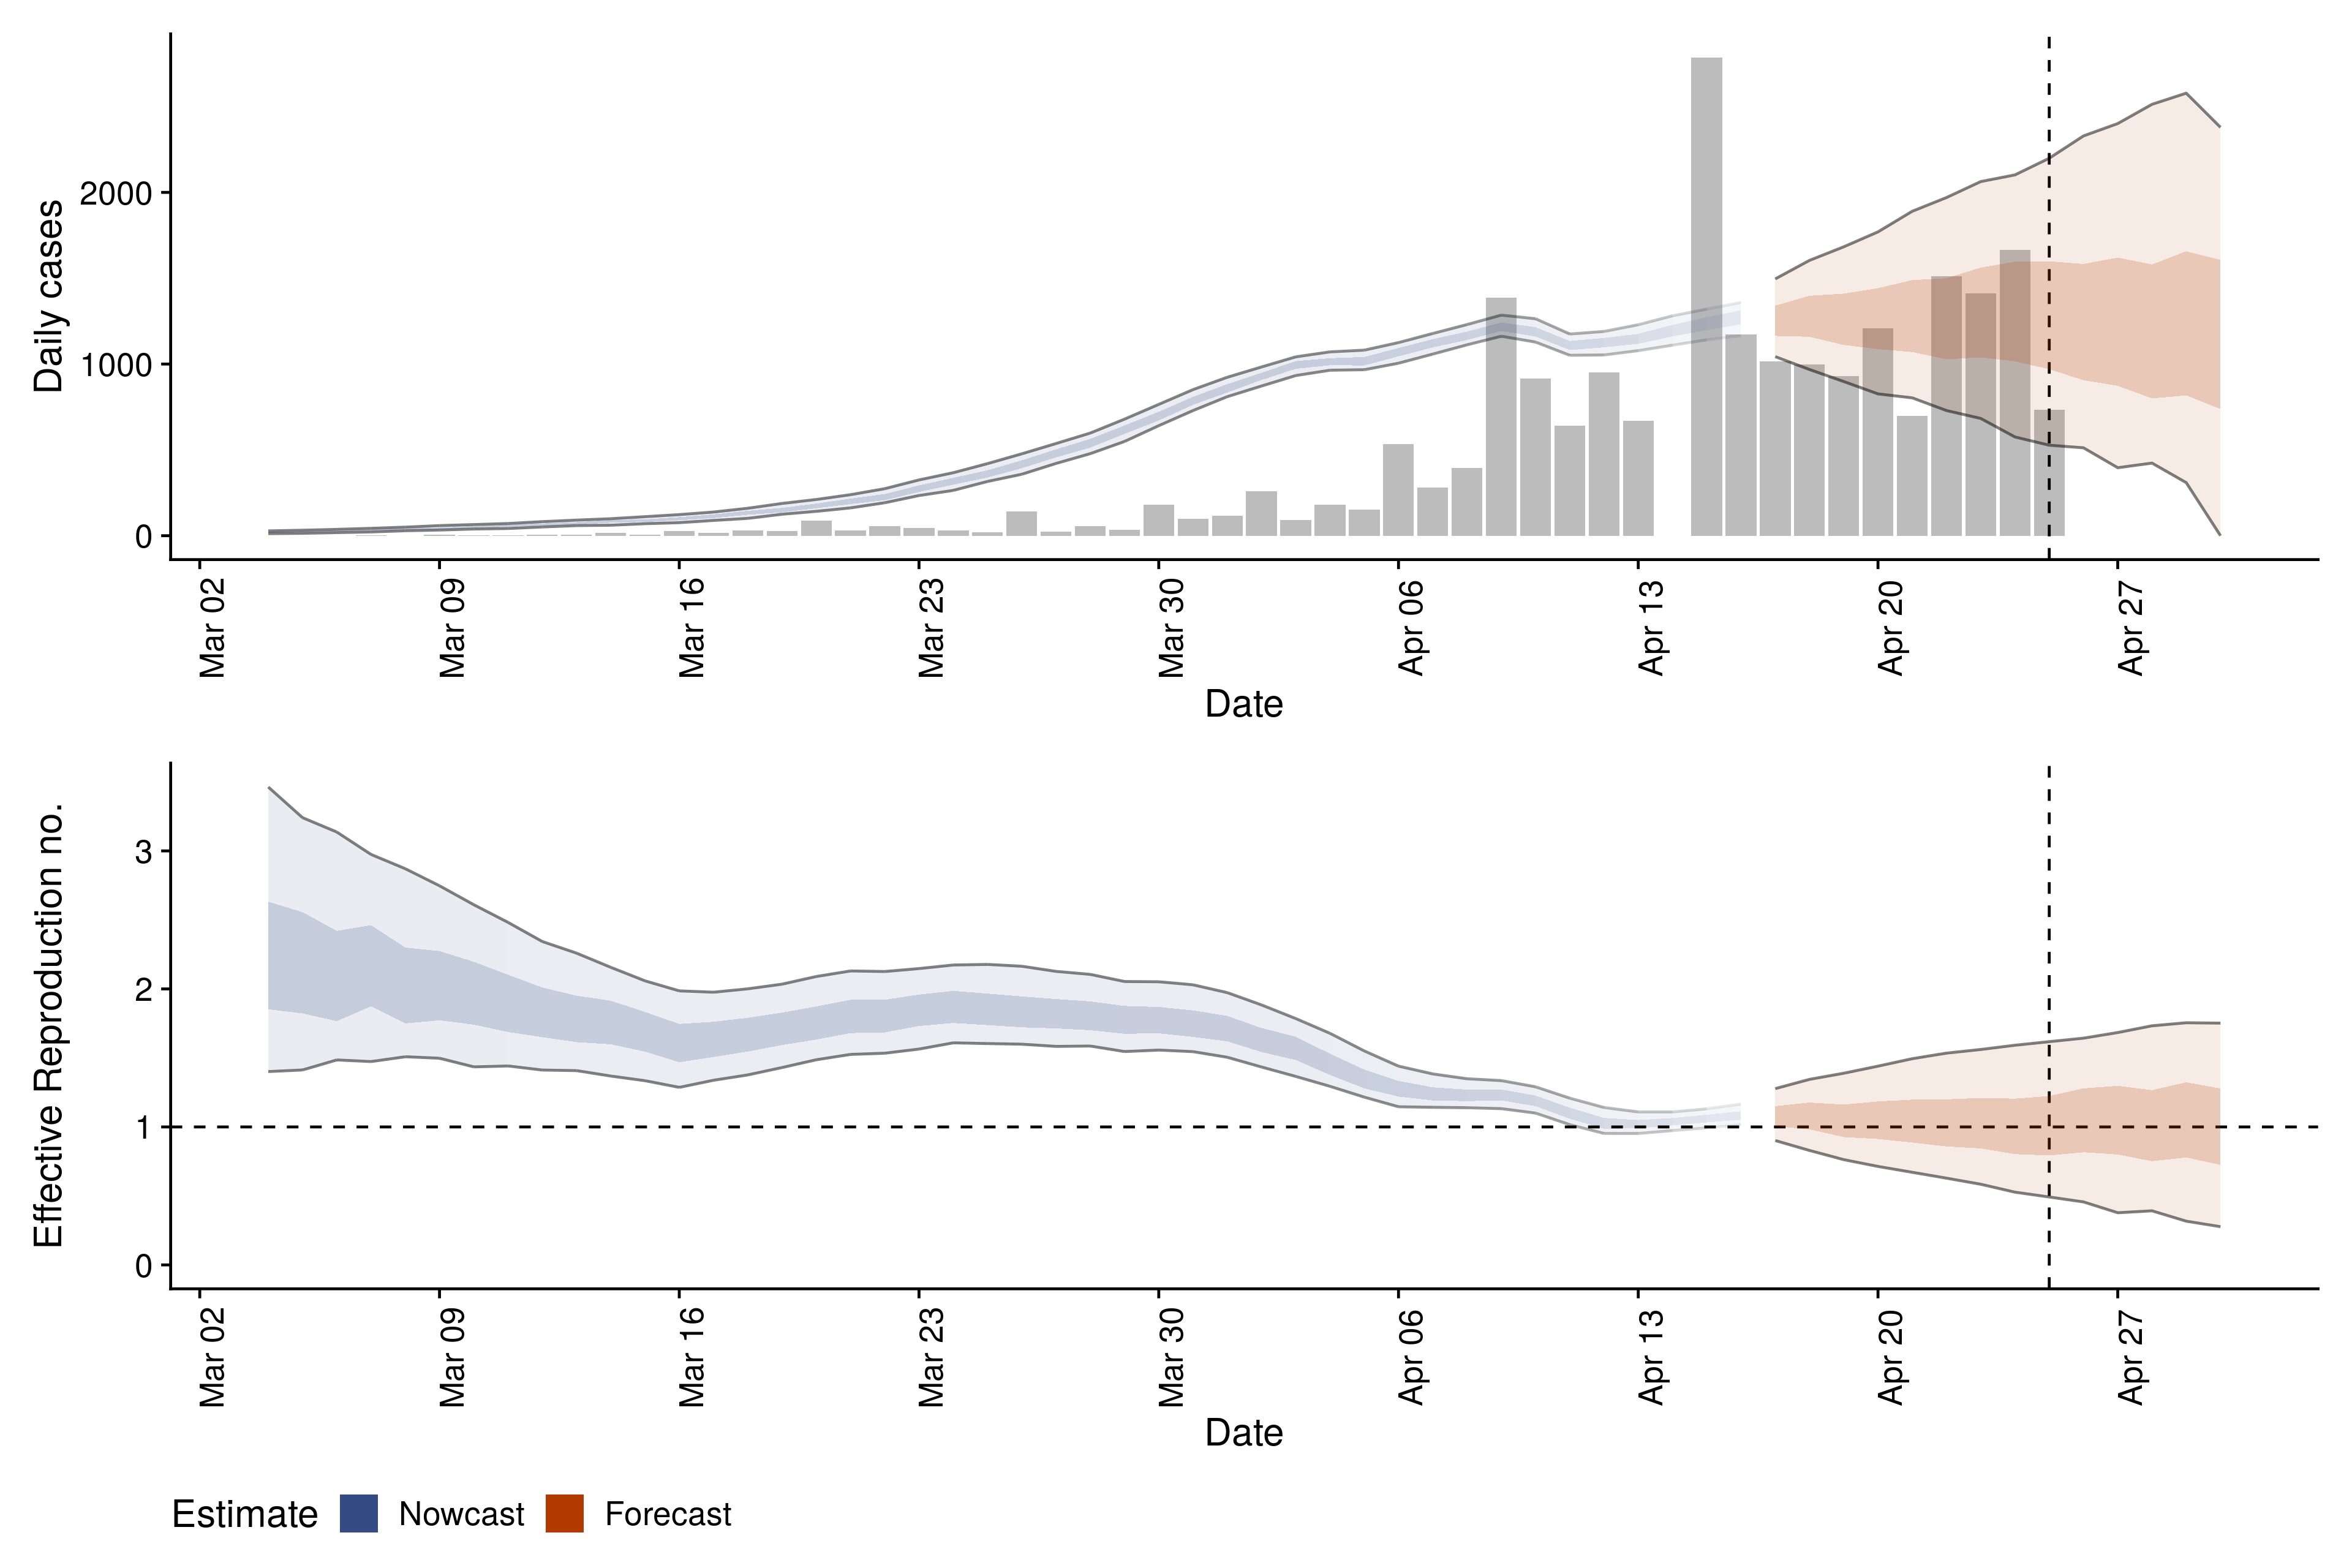 Daily cases
2000
1000
0
Mar 02
Mar 09
Mar 16
Mar 23
Mar 30
Apr 06
Apr 13
Apr 20
Apr 27
Date
Effective Reproduction no.
3
2
1
0
Mar 02
Mar 09
Mar 16
Mar 23
Mar 30
Apr 06
Apr 13
Apr 20
Apr 27
Date
Estimate Nowcast Forecast